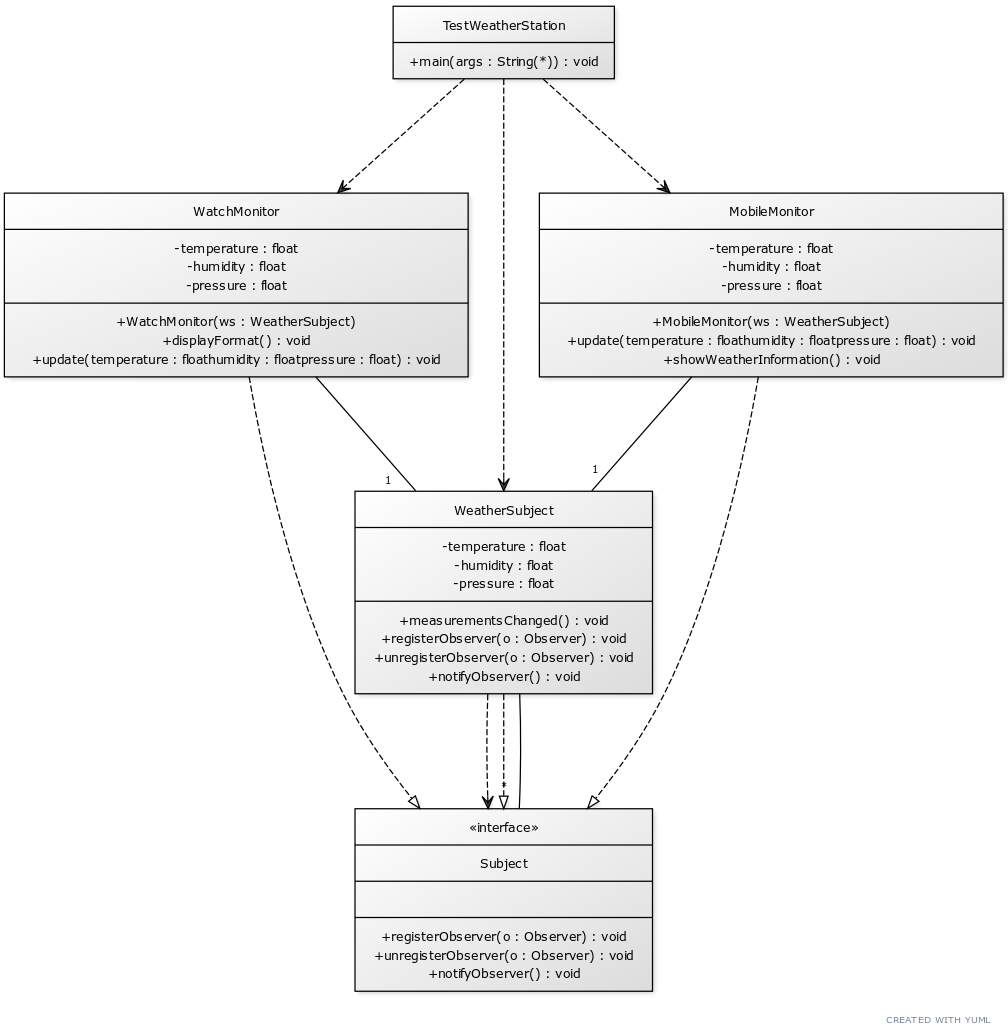 TestWeatherStation
+main(args : String(*)) : void
WatchMonitor
-temperature : float
-humidity : float
-pressure : float
+WatchMonitor(ws : WeatherSubject)
+displayFormat() : void
+update(temperature : floathumidity : floatpressure : float) : void
MobileMonitor
-temperature : float
-humidity : float
-pressure : float
+MobileMonitor(ws : WeatherSubject)
+update(temperature : floathumidity : floatpressure : float) : void
+showWeatherInformation() : void
1
1
WeatherSubject
-temperature : float
-humidity : float
-pressure : float
+measurementsChanged() : void
+registerObserver(o : Observer) : void
+unregisterObserver(o : Observer) : void
+notifyObserver() : void
*
«interface»
Subject
+registerObserver(o : Observer) : void
+unregisterObserver(o : Observer) : void
+notifyObserver() : void
CREATED WITH YUML